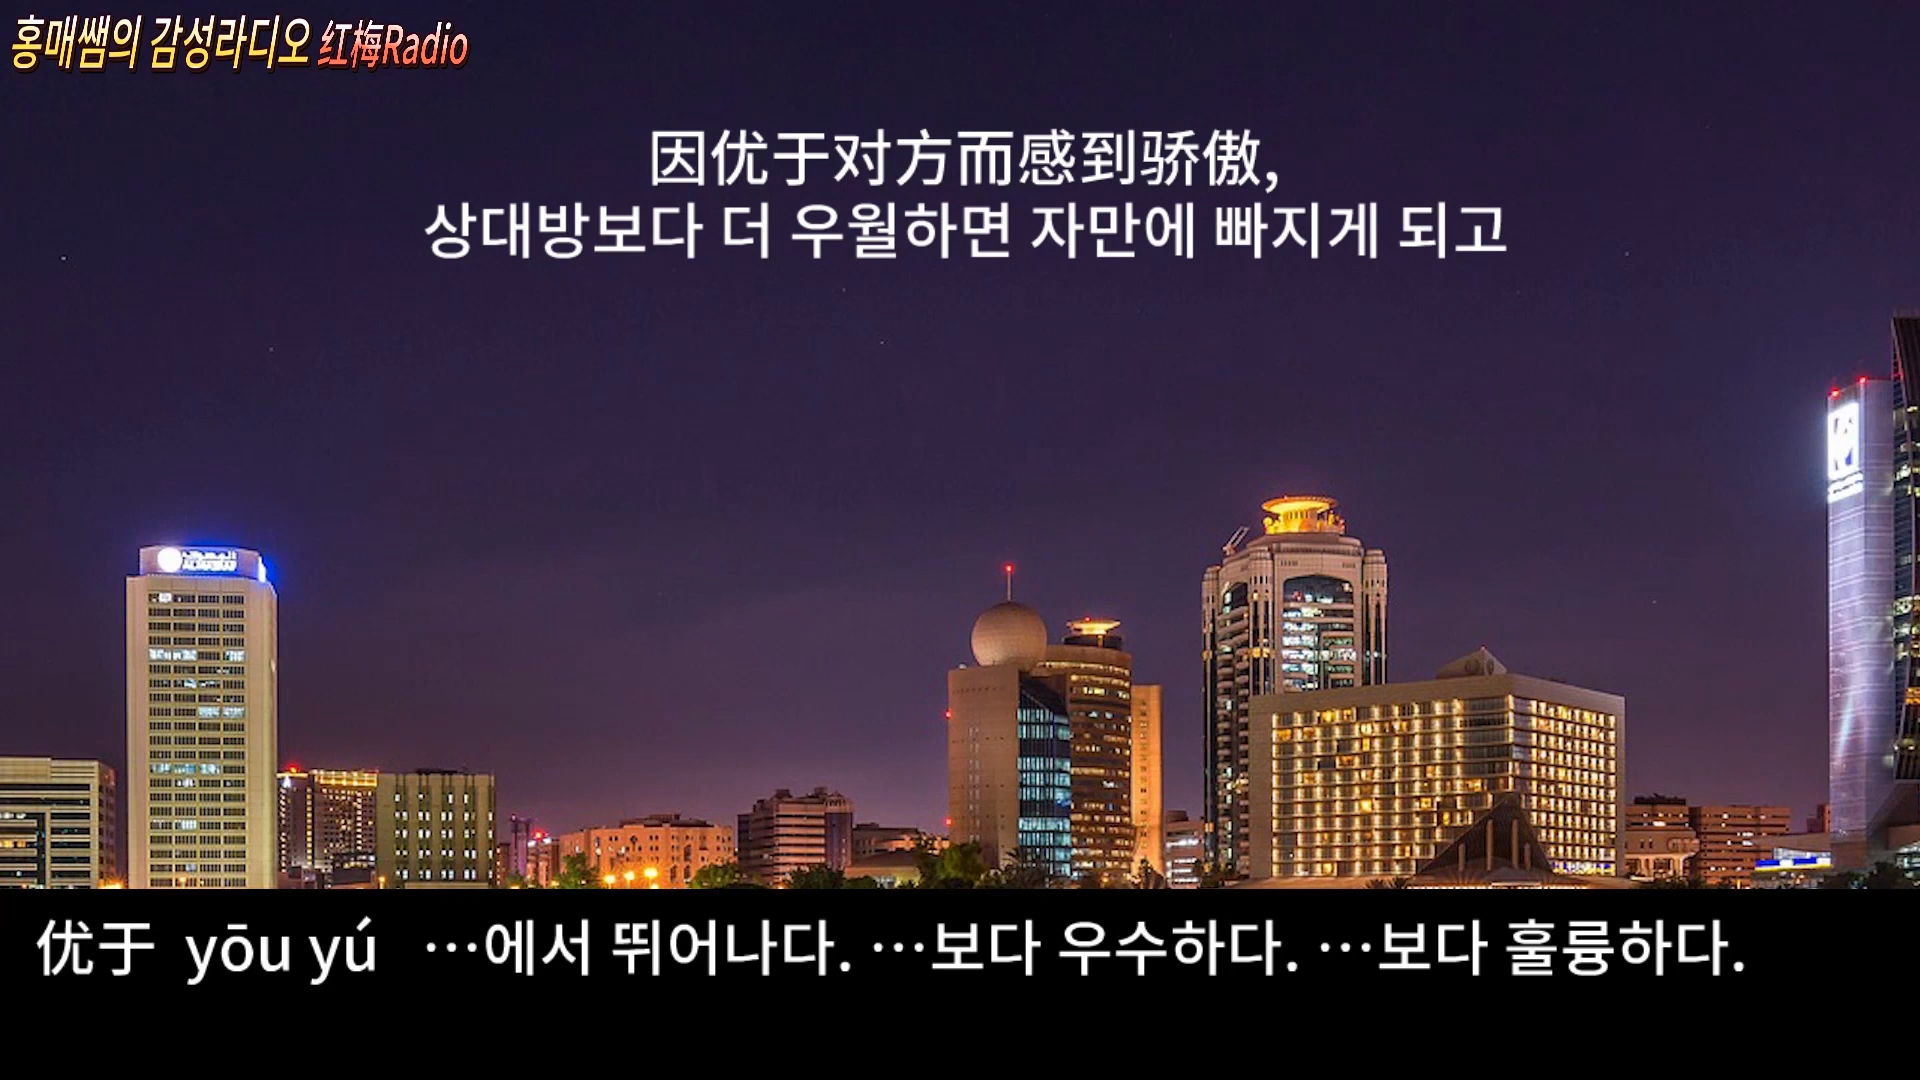 홍매쌤의 감성라디오 红梅Radio
因优于对方而感到骄傲,
상대방보다 더 우월하면 자만에 빠지게 되고
优于 yōu yú …에서 뛰어나다. …보다 우수하다. …보다 훌륭하다.